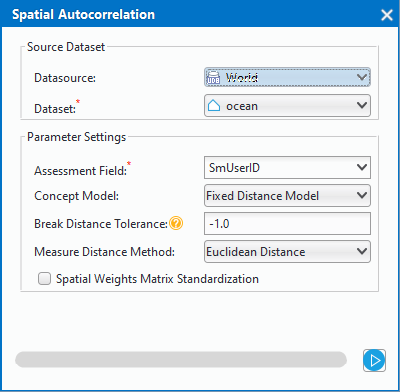 Spatial Autocorrelation
Source Dataset
Datasource: UDB World
Dataset:* ocean
Parameter Settings
Assessment Field:* SmUserID
Concept Model: Fixed Distance Model
Break Distance Tolerance: ? -1.0
Measure Distance Method: Euclidean Distance
Spatial Weights Matrix Standardization